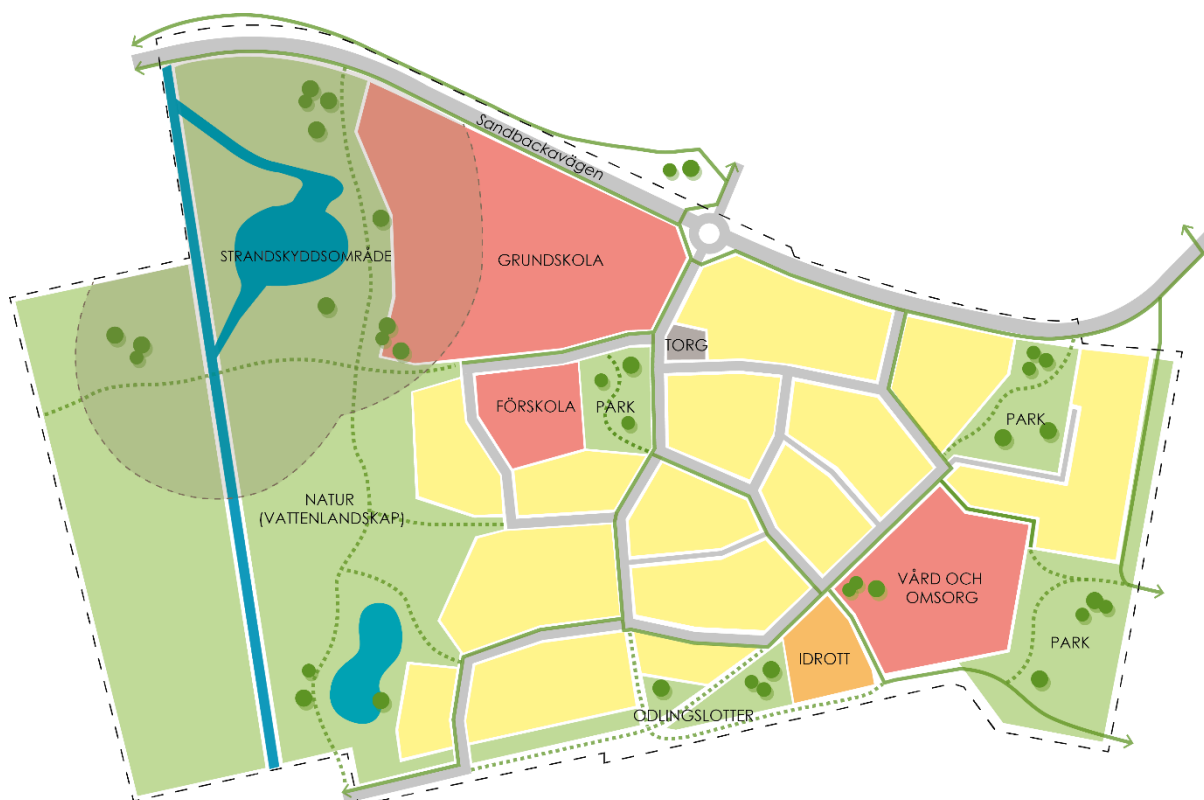 Sandbackavägen
STRANDSKYDDSOMRÅDE
GRUNDSKOLA
TORG
FÖRSKOLA
PARK
PARK
NATUR
(VATTENLANDSKAP)
VÅRD OCH
OMSORG
PARK
IDROTT
ODLINGSLOTTER